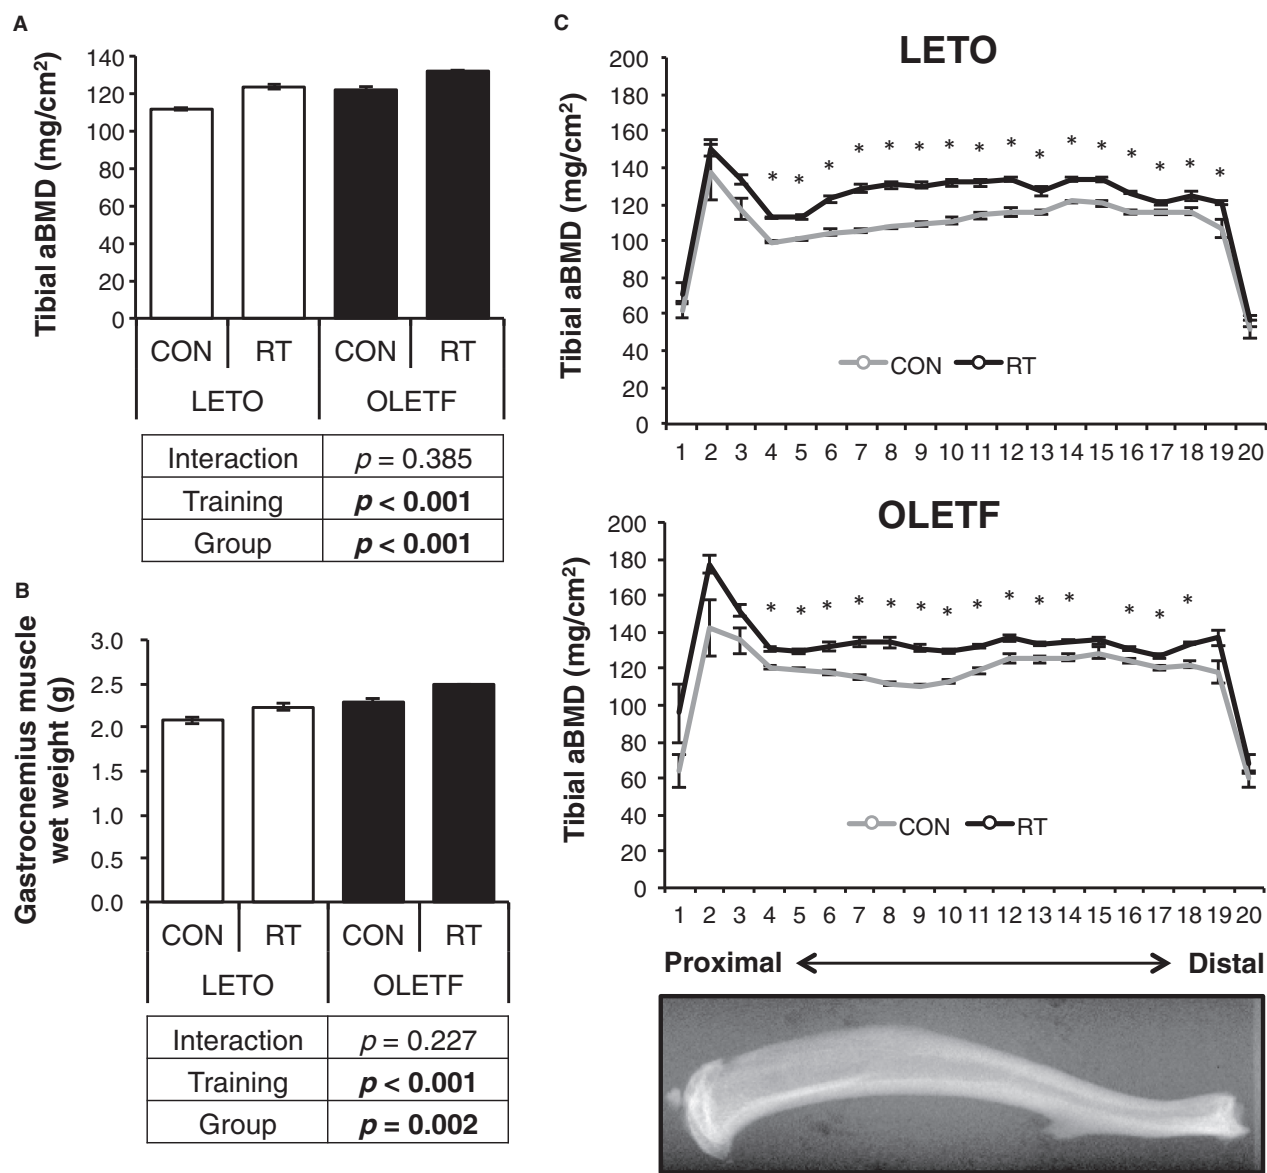 A
Tibial aBMD (mg/cm²)
140
120
100
80
60
40
20
0
CON RT CON RT
LETO OLETF
Interaction p = 0.385
Training p < 0.001
Group p < 0.001
B
Gastrocnemius muscle
wet weight (g)
3.0
2.5
2.0
1.5
1.0
0.5
0.0
CON RT CON RT
LETO OLETF
Interaction p = 0.227
Training p < 0.001
Group p = 0.002
C
LETO
Tibial aBMD (mg/cm²)
200
180
160
140
120
100
80
60
40
20
0
* * * * * * * * * * * * * * * *
CON RT
1 2 3 4 5 6 7 8 9 10 11 12 13 14 15 16 17 18 19 20
OLETF
Tibial aBMD (mg/cm²)
200
180
160
140
120
100
80
60
40
20
0
* * * * * * * * * * * * * *
CON RT
1 2 3 4 5 6 7 8 9 10 11 12 13 14 15 16 17 18 19 20
Proximal Distal